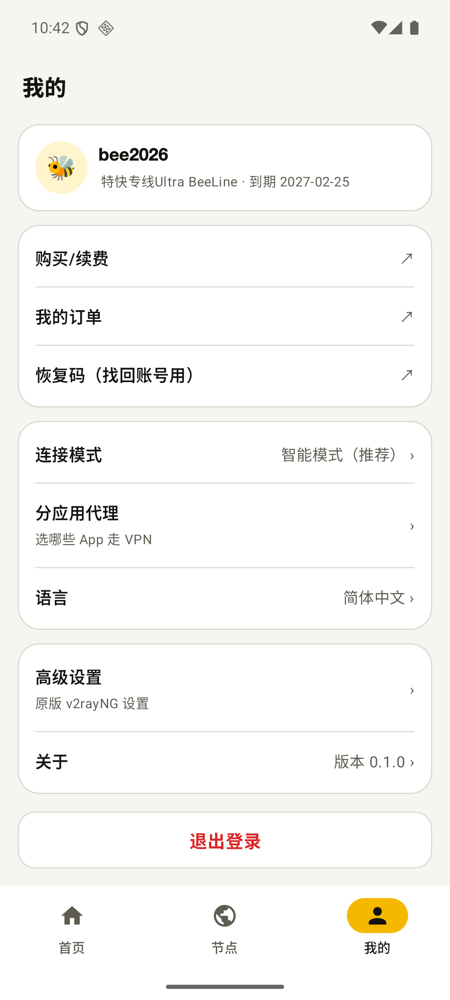 10:42
我的
bee2026
特快专线Ultra BeeLine · 到期 2027-02-25
购买/续费 ↗
我的订单 ↗
恢复码（找回账号用） ↗
连接模式 智能模式（推荐） ›
分应用代理
选哪些 App 走 VPN ›
语言 简体中文 ›
高级设置
原版 v2rayNG 设置 ›
关于 版本 0.1.0 ›
退出登录
首页 节点 我的